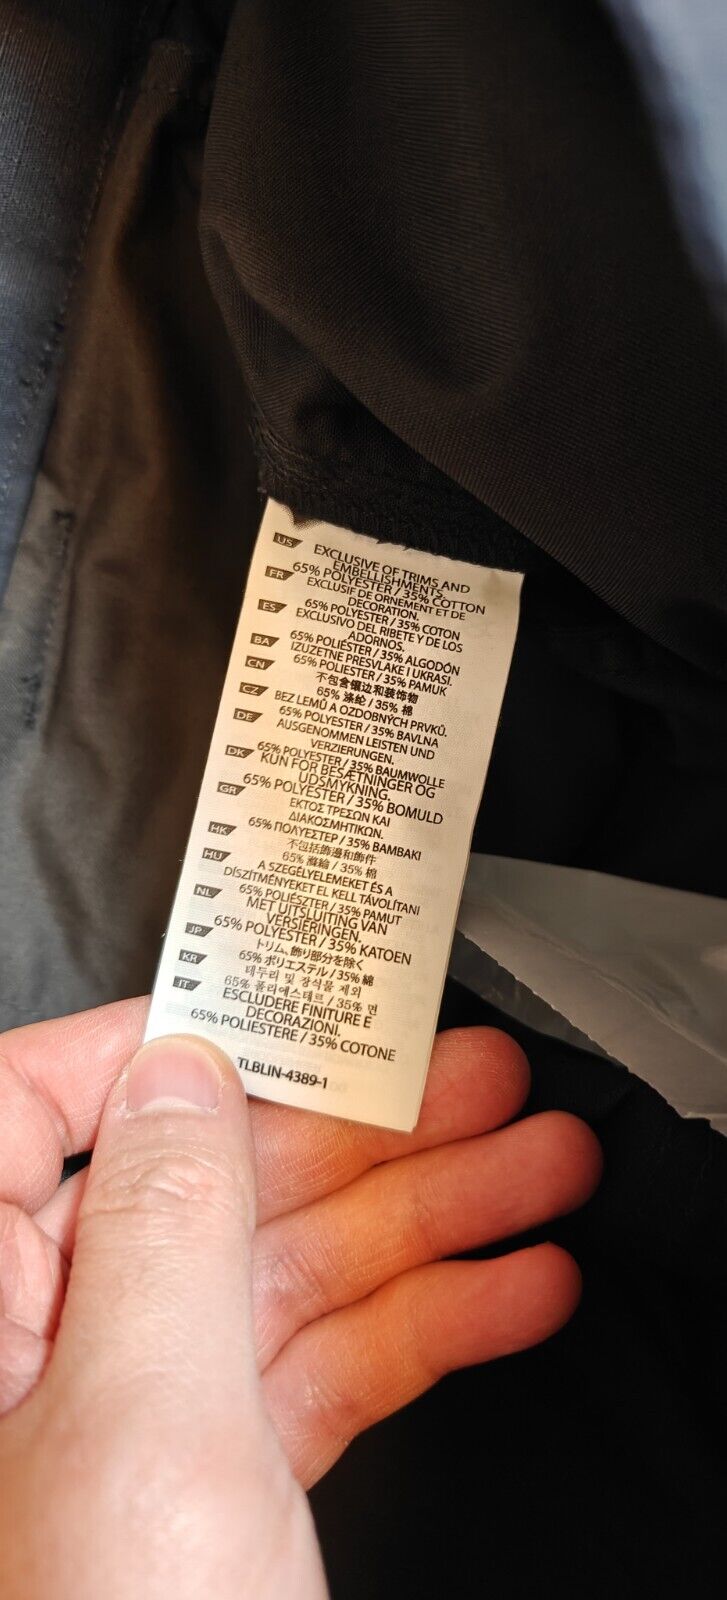 US EXCLUSIVE OF TRIMS AND
EMBELLISHMENTS.
65% POLYESTER / 35% COTTON
FR EXCLUSIF DE ORNEMENT ET DE
DECORATION.
65% POLYESTER / 35% COTON
ES EXCLUSIVO DEL RIBETE Y DE LOS
ADORNOS.
65% POLIÉSTER / 35% ALGODÓN
BA IZUZETNE PRESVLAKE I UKRASI.
65% POLIESTER / 35% PAMUK
CN 不包含镶边和装饰物
65% 涤纶 / 35% 棉
CZ BEZ LEMŮ A OZDOBNÝCH PRVKŮ.
65% POLYESTER / 35% BAVLNA
DE AUSGENOMMEN LEISTEN UND
VERZIERUNGEN.
65% POLYESTER / 35% BAUMWOLLE
DK KUN FOR BESÆTNINGER OG
UDSMYKNING.
65% POLYESTER / 35% BOMULD
GR ΕΚΤΟΣ ΤΡΕΣΩΝ ΚΑΙ
ΔΙΑΚΟΣΜΗΤΙΚΩΝ.
65% ΠΟΛΥΕΣΤΕΡ / 35% ΒΑΜΒΑΚΙ
HK 不包括飾邊和飾件
65% 滌綸 / 35% 棉
HU A SZEGÉLYELEMEKET ÉS A
DÍSZÍTMÉNYEKET EL KELL TÁVOLÍTANI
65% POLIÉSZTER / 35% PAMUT
NL MET UITSLUITING VAN
VERSIERINGEN.
65% POLYESTER / 35% KATOEN
JP トリム、飾り部分を除く
65% ポリエステル / 35% 綿
KR 테두리 및 장식물 제외
65% 폴리에스테르 / 35% 면
IT ESCLUDERE FINITURE E
DECORAZIONI.
65% POLIESTERE / 35% COTONE
TLBLIN-4389-1